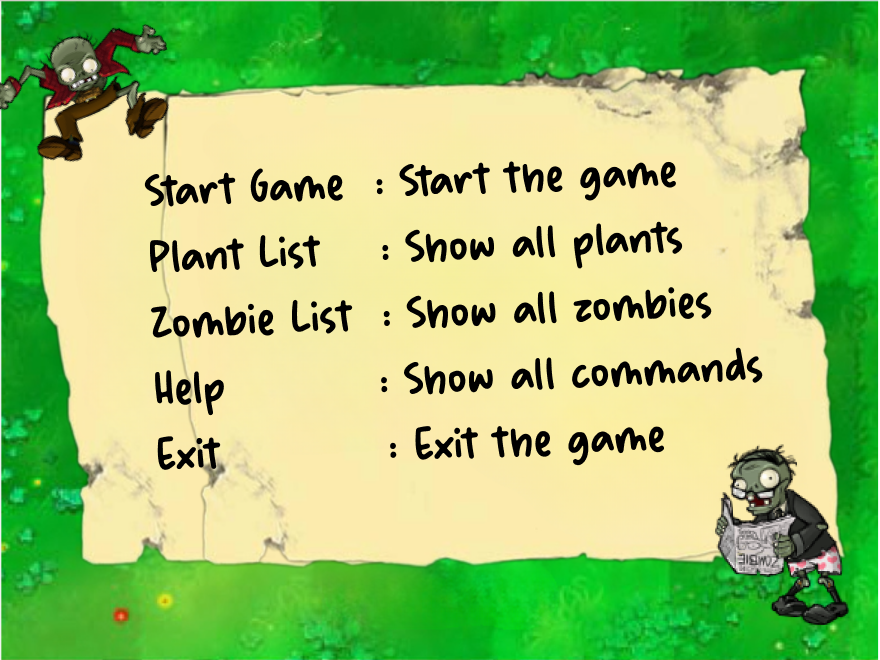 Start Game : Start the game
Plant List : Show all plants
Zombie List : Show all zombies
Help : Show all commands
Exit : Exit the game
ZOMBIE